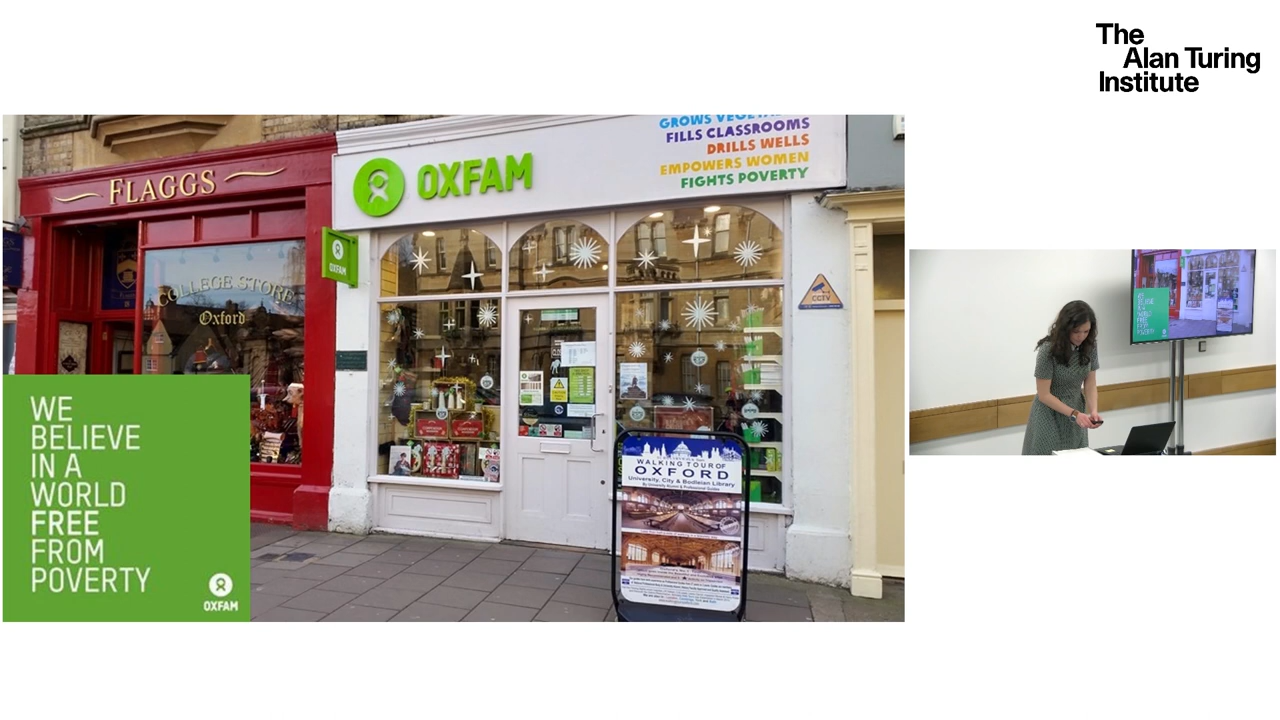 The
Alan Turing
Institute
FLAGGS
OXFAM
GROWS
FILLS CLASSROOMS
DRILLS WELLS
EMPOWERS WOMEN
FIGHTS POVERTY
OXFAM
COLLEGE STORE
Oxford
CCTV
WE
BELIEVE
IN A
WORLD
FREE
FROM
POVERTY
OXFAM
WALKING TOUR OF
OXFORD
University, City & Bodleian Library